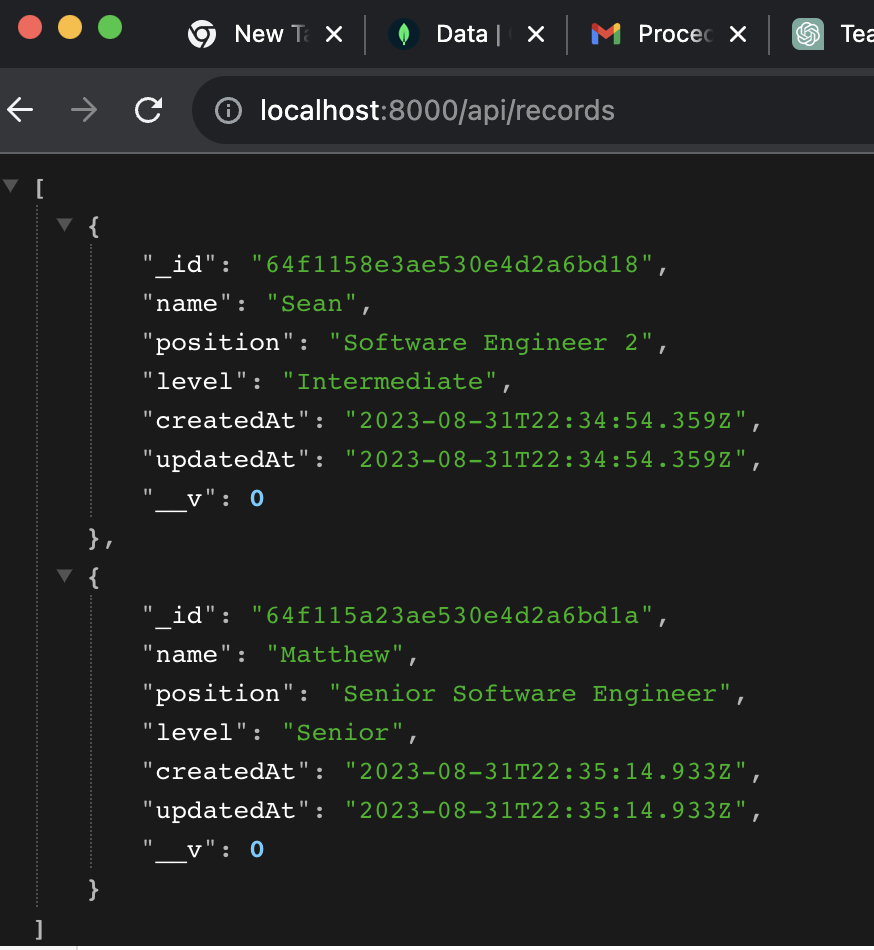 New Ta
Data |
Proced
Tea
localhost:8000/api/records
[
{
"_id": "64f1158e3ae530e4d2a6bd18",
"name": "Sean",
"position": "Software Engineer 2",
"level": "Intermediate",
"createdAt": "2023-08-31T22:34:54.359Z",
"updatedAt": "2023-08-31T22:34:54.359Z",
"__v": 0
},
{
"_id": "64f115a23ae530e4d2a6bd1a",
"name": "Matthew",
"position": "Senior Software Engineer",
"level": "Senior",
"createdAt": "2023-08-31T22:35:14.933Z",
"updatedAt": "2023-08-31T22:35:14.933Z",
"__v": 0
}
]